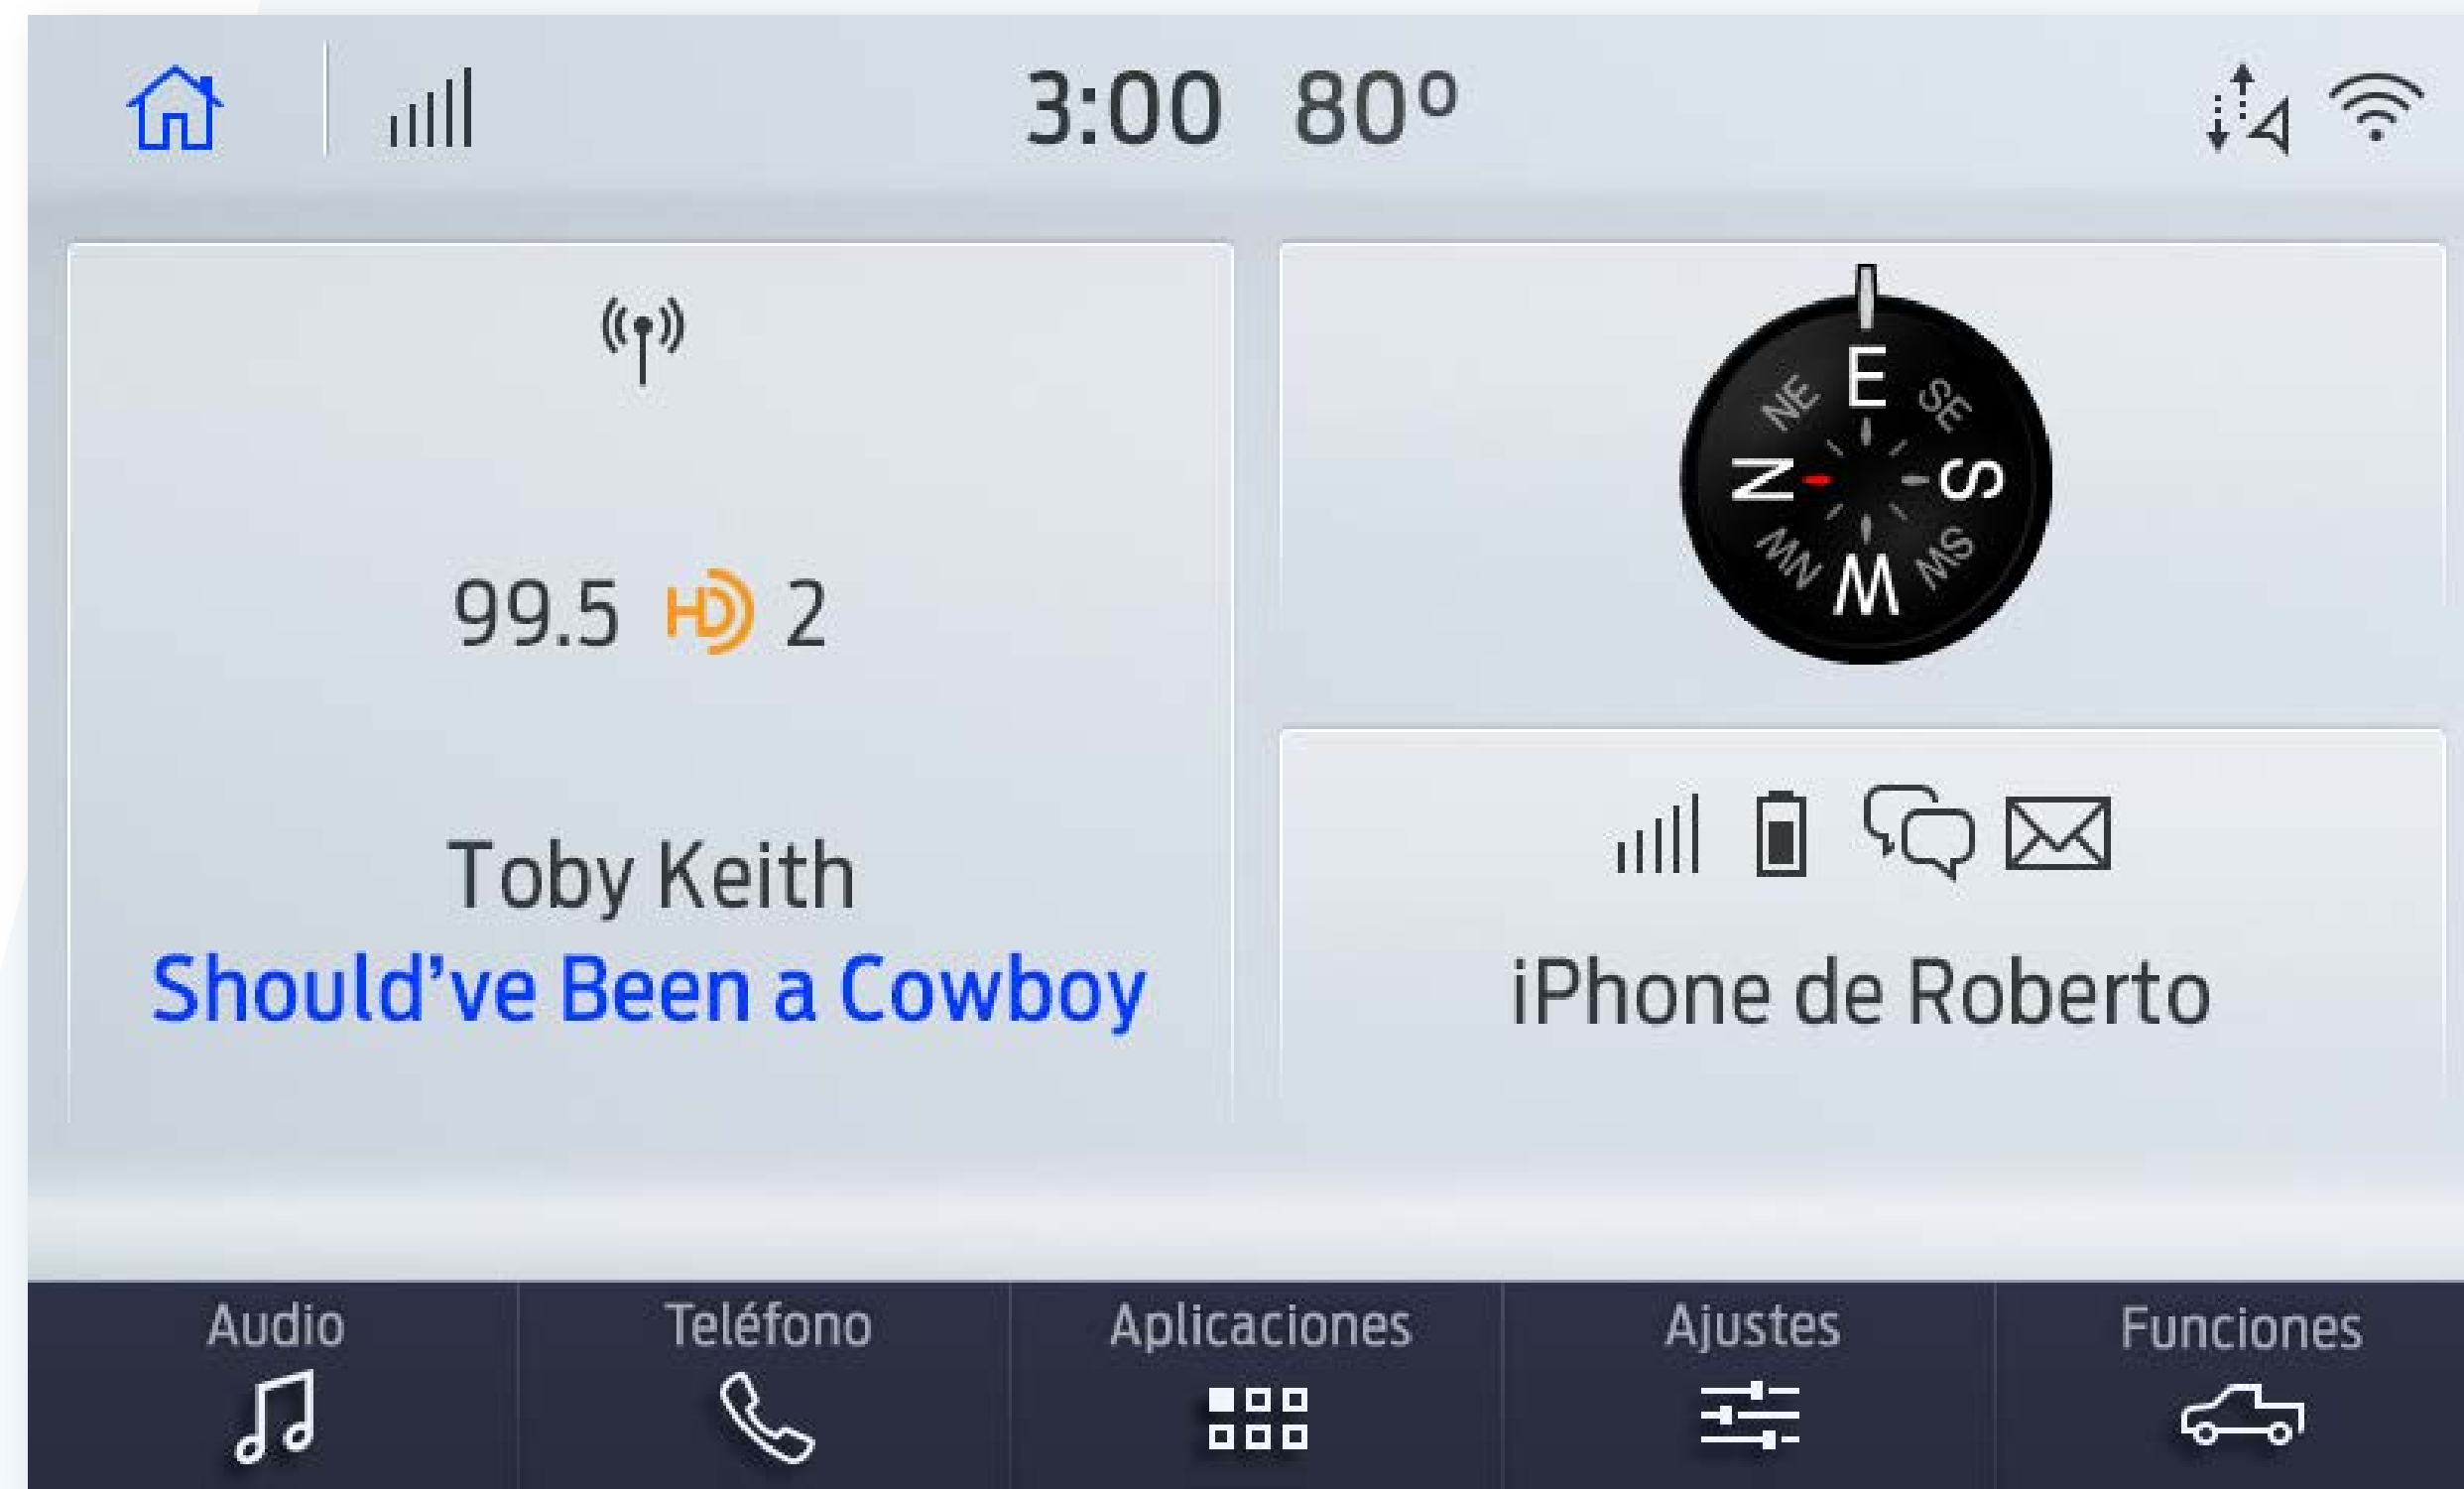 3:00 80º
99.5 HD 2
Toby Keith
Should’ve Been a Cowboy
E
NE SE
N S
NW SW
W
iPhone de Roberto
Audio Teléfono Aplicaciones Ajustes Funciones